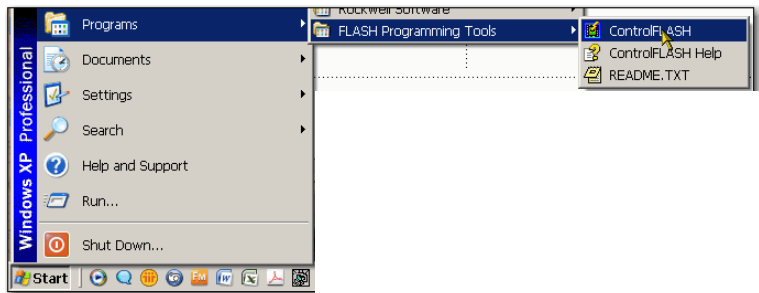 Programs
Documents
Settings
Search
Help and Support
Run...
Shut Down...
Windows XP Professional
Start
Rockwell Software
FLASH Programming Tools
ControlFLASH
ControlFLASH Help
README.TXT